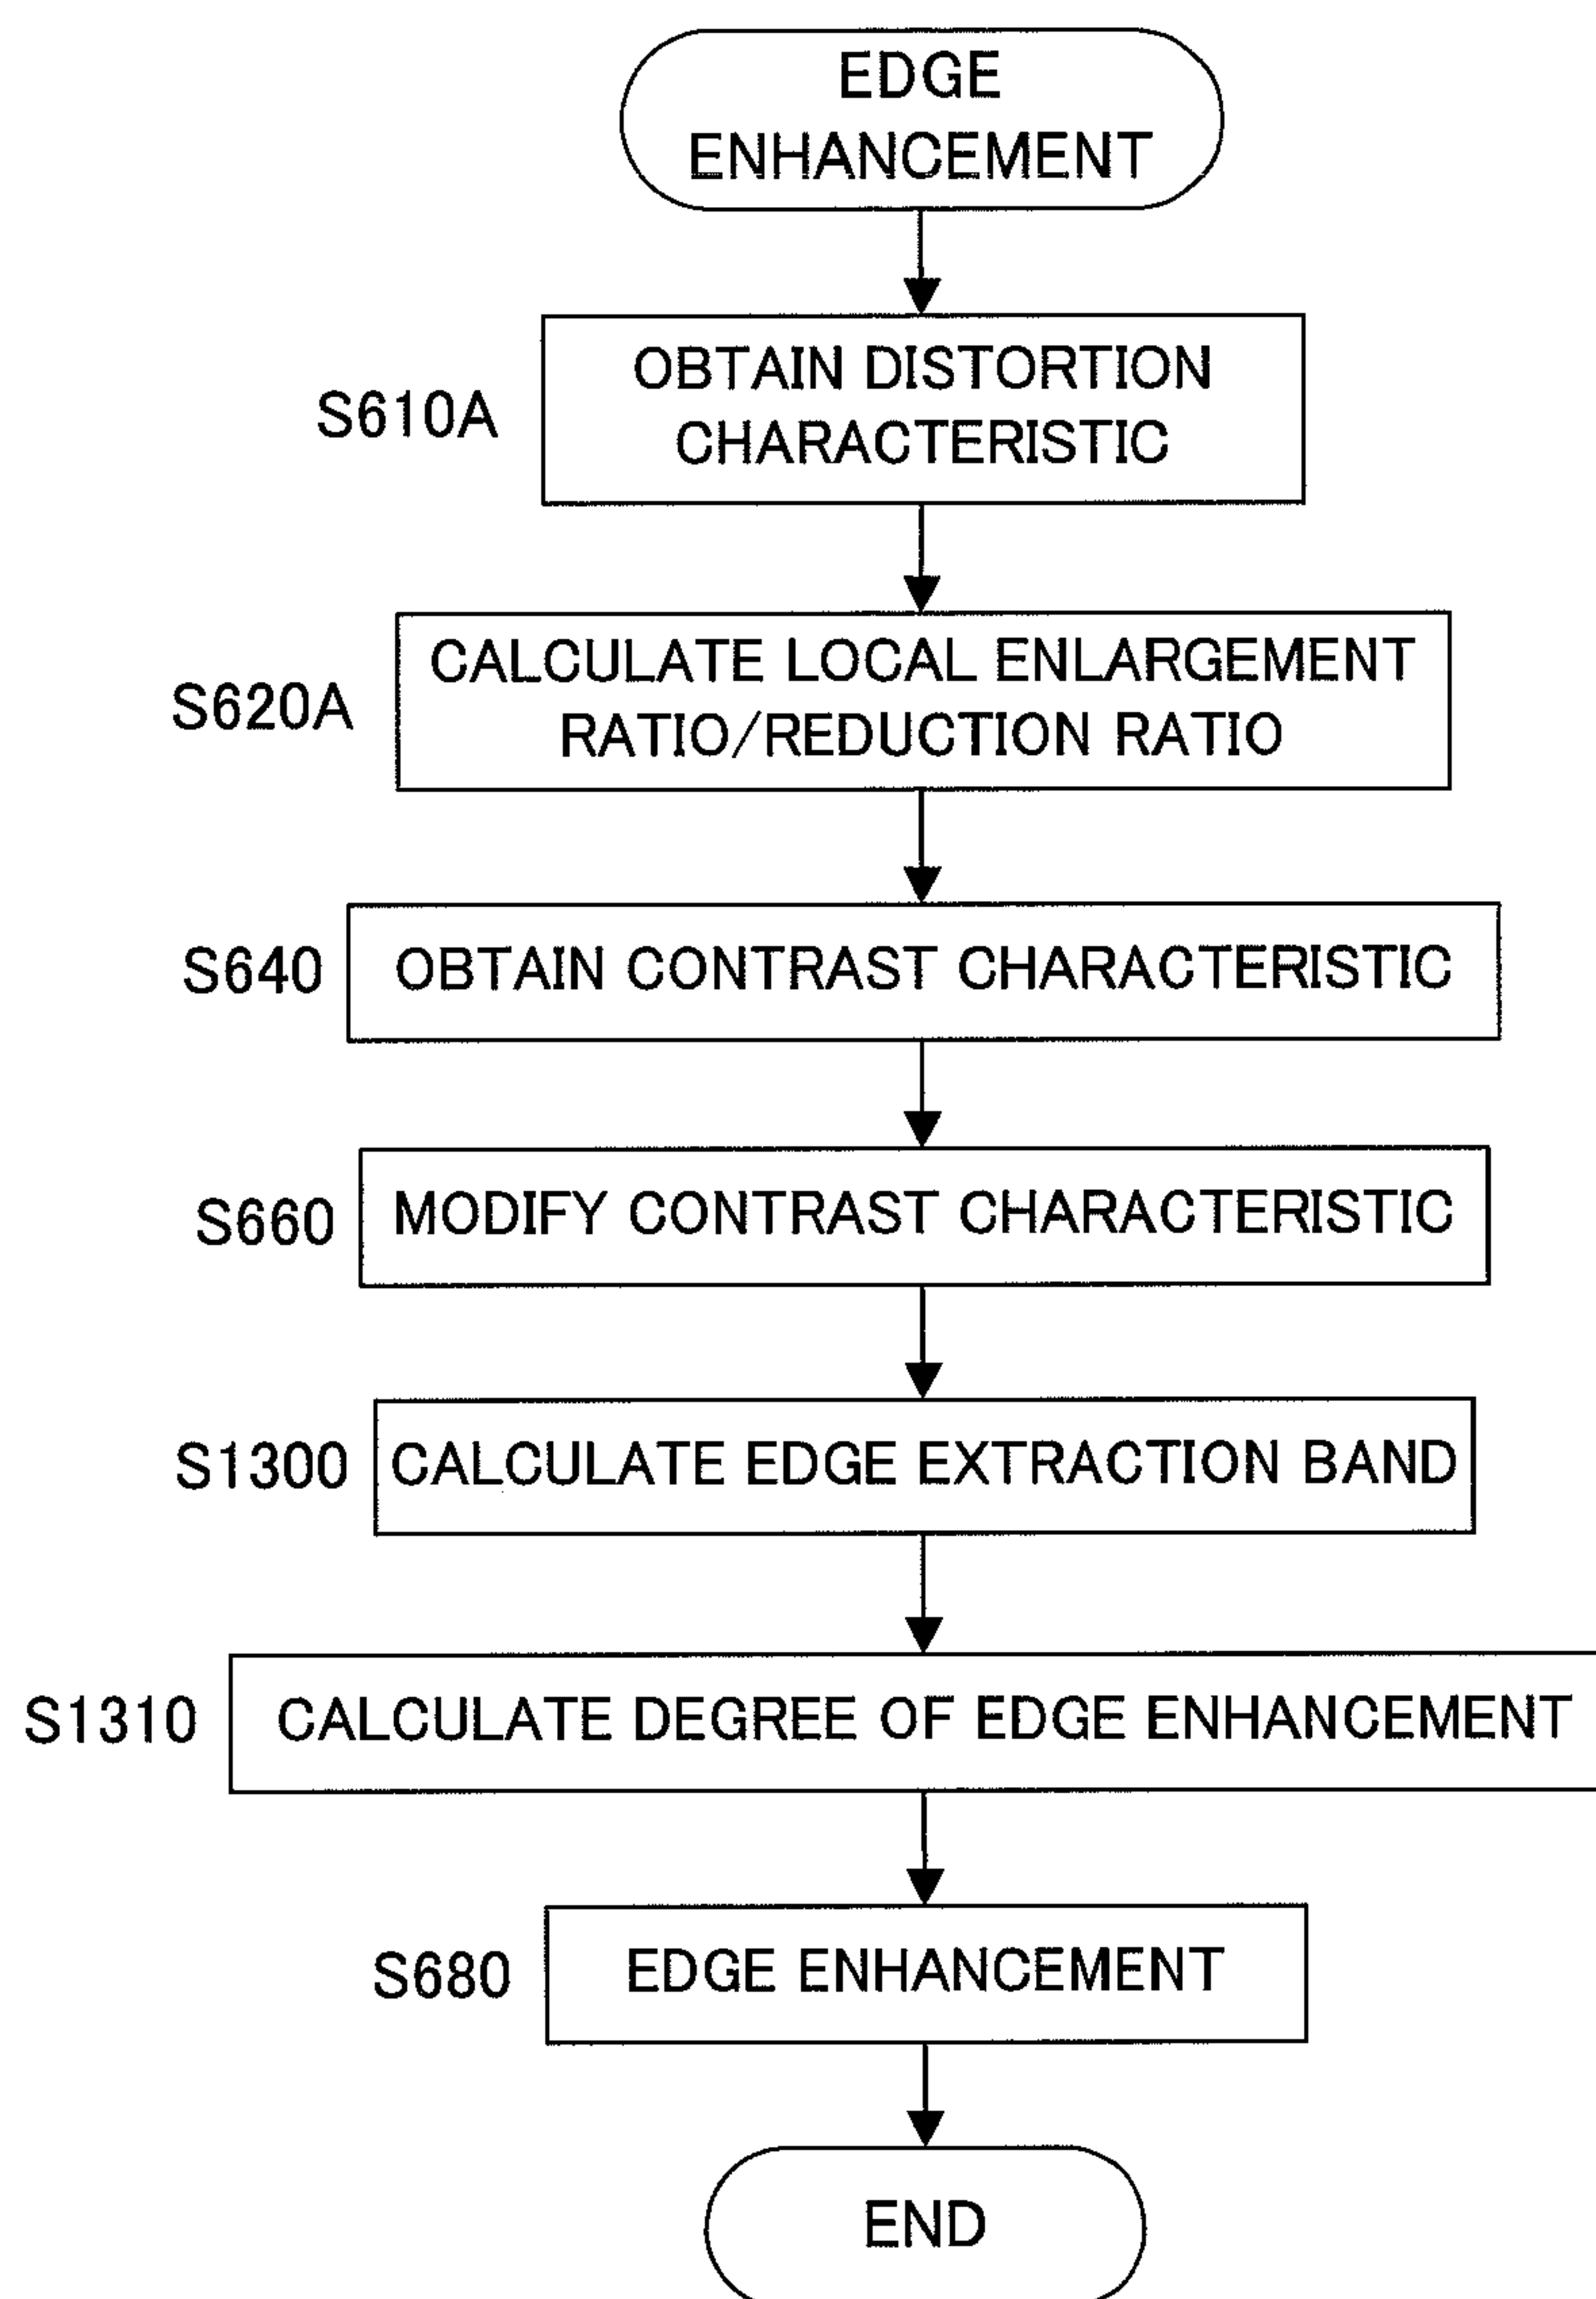 EDGE
ENHANCEMENT
S610A
OBTAIN DISTORTION
CHARACTERISTIC
S620A
CALCULATE LOCAL ENLARGEMENT
RATIO/REDUCTION RATIO
S640
OBTAIN CONTRAST CHARACTERISTIC
S660
MODIFY CONTRAST CHARACTERISTIC
S1300
CALCULATE EDGE EXTRACTION BAND
S1310
CALCULATE DEGREE OF EDGE ENHANCEMENT
S680
EDGE ENHANCEMENT
END